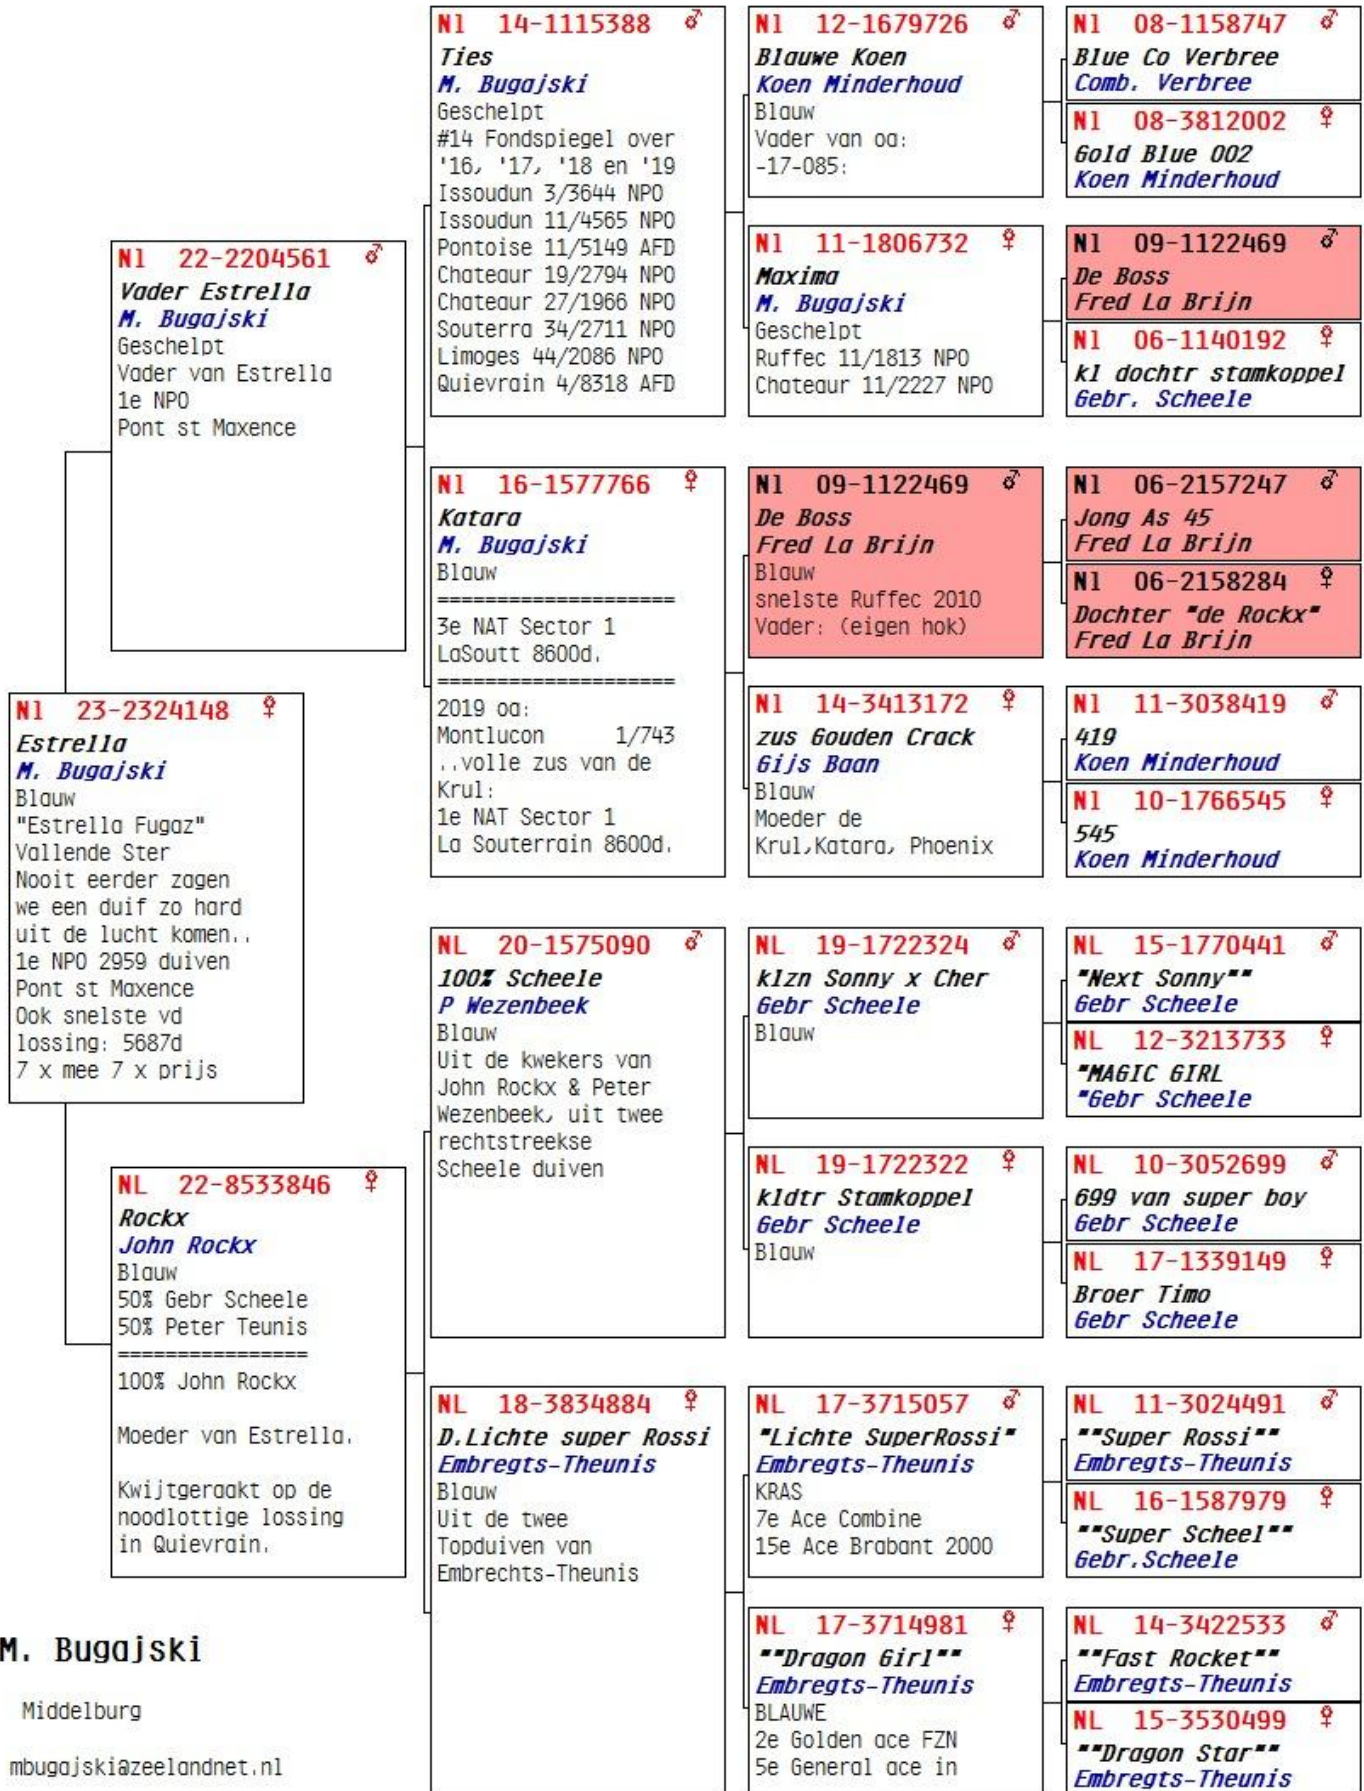 Nl 23-2324148 ♀
Estrella
M. Bugajski
Blauw
"Estrella Fugaz"
Vallende Ster
Nooit eerder zagen
we een duif zo hard
uit de lucht komen..
1e NPO 2959 duiven
Pont st Maxence
Ook snelste vd
lossing: 5687d
7 x mee 7 x prijs
Nl 22-2204561 ♂
Vader Estrella
M. Bugajski
Geschelpt
Vader van Estrella
1e NPO
Pont st Maxence
NL 22-8533846 ♀
Rockx
John Rockx
Blauw
50% Gebr Scheele
50% Peter Teunis
=================
100% John Rockx
Moeder van Estrella.
Kwijtgeraakt op de
noodlottige lossing
in Quievrain.
Nl 14-1115388 ♂
Ties
M. Bugajski
Geschelpt
#14 Fondspiegel over
'16, '17, '18 en '19
Issoudun 3/3644 NPO
Issoudun 11/4565 NPO
Pontoise 11/5149 AFD
Chateaur 19/2794 NPO
Chateaur 27/1966 NPO
Souterra 34/2711 NPO
Limoges 44/2086 NPO
Quievrain 4/8318 AFD
Nl 16-1577766 ♀
Katara
M. Bugajski
Blauw
=====================
3e NAT Sector 1
LaSoutt 8600d.
=====================
2019 oa:
Montlucon 1/743
..volle zus van de
Krul:
1e NAT Sector 1
La Souterrain 8600d.
NL 20-1575090 ♂
100% Scheele
P Wezenbeek
Blauw
Uit de kwekers van
John Rockx & Peter
Wezenbeek, uit twee
rechtstreekse
Scheele duiven
NL 18-3834884 ♀
D.Lichte super Rossi
Embregts-Theunis
Blauw
Uit de twee
Topduiven van
Embrechts-Theunis
Nl 12-1679726 ♂
Blauwe Koen
Koen Minderhoud
Blauw
Vader van oa:
-17-085:
Nl 11-1806732 ♀
Maxima
M. Bugajski
Geschelpt
Ruffec 11/1813 NPO
Chateaur 11/2227 NPO
Nl 09-1122469 ♂
De Boss
Fred La Brijn
Blauw
snelste Ruffec 2010
Vader: (eigen hok)
Nl 14-3413172 ♀
zus Gouden Crack
Gijs Baan
Blauw
Moeder de
Krul,Katara, Phoenix
NL 19-1722324 ♂
klzn Sonny x Cher
Gebr Scheele
Blauw
NL 19-1722322 ♀
kldtr Stamkoppel
Gebr Scheele
Blauw
NL 17-3715057 ♂
"Lichte SuperRossi"
Embregts-Theunis
KRAS
7e Ace Combine
15e Ace Brabant 2000
NL 17-3714981 ♀
""Dragon Girl""
Embregts-Theunis
BLAUWE
2e Golden ace FZN
5e General ace in
Nl 08-1158747 ♂
Blue Co Verbree
Comb. Verbree
Nl 08-3812002 ♀
Gold Blue 002
Koen Minderhoud
Nl 09-1122469 ♂
De Boss
Fred La Brijn
Nl 06-1140192 ♀
kl dochtr stamkoppel
Gebr. Scheele
Nl 06-2157247 ♂
Jong As 45
Fred La Brijn
Nl 06-2158284 ♀
Dochter "de Rockx"
Fred La Brijn
Nl 11-3038419 ♂
419
Koen Minderhoud
Nl 10-1766545 ♀
545
Koen Minderhoud
NL 15-1770441 ♂
"Next Sonny""
Gebr Scheele
NL 12-3213733 ♀
"MAGIC GIRL
"Gebr Scheele
NL 10-3052699 ♂
699 van super boy
Gebr Scheele
NL 17-1339149 ♀
Broer Timo
Gebr Scheele
NL 11-3024491 ♂
""Super Rossi""
Embregts-Theunis
NL 16-1587979 ♀
""Super Scheel""
Gebr.Scheele
NL 14-3422533 ♂
""Fast Rocket""
Embregts-Theunis
NL 15-3530499 ♀
""Dragon Star""
Embregts-Theunis
M. Bugajski
Middelburg
mbugajski@zeelandnet.nl